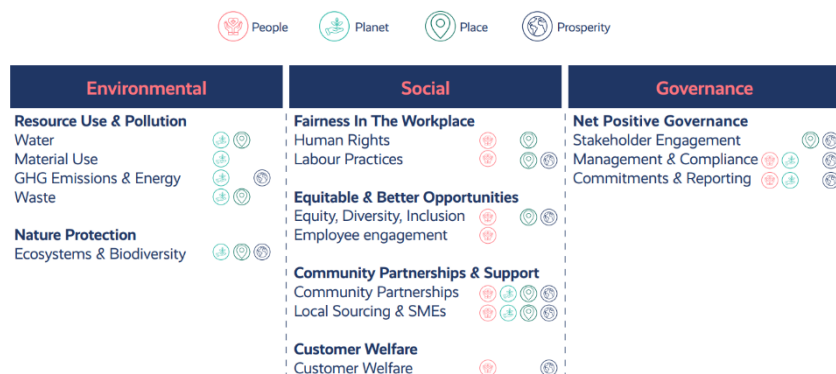 People Planet Place Prosperity
Environmental
Resource Use & Pollution
Water
Material Use
GHG Emissions & Energy
Waste
Nature Protection
Ecosystems & Biodiversity
Social
Fairness In The Workplace
Human Rights
Labour Practices
Equitable & Better Opportunities
Equity, Diversity, Inclusion
Employee engagement
Community Partnerships & Support
Community Partnerships
Local Sourcing & SMEs
Customer Welfare
Customer Welfare
Governance
Net Positive Governance
Stakeholder Engagement
Management & Compliance
Commitments & Reporting